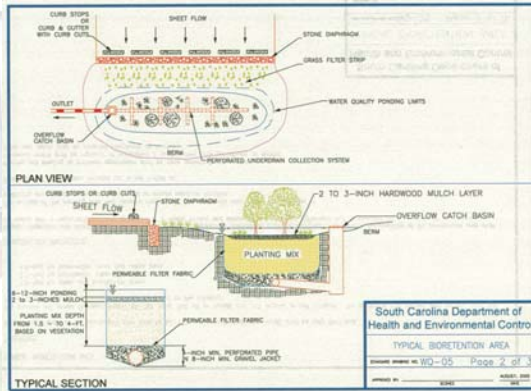 CURB STOPS
OR
CURB & GUTTER
WITH CURB CUTS
SHEET FLOW
STONE DIAPHRAGM
GRASS FILTER STRIP
OUTLET
WATER QUALITY PONDING LIMITS
OVERFLOW
CATCH BASIN
BERM
PERFORATED UNDERDRAIN COLLECTION SYSTEM
PLAN VIEW
CURB STOPS OR CURB CUTS
SHEET FLOW
STONE DIAPHRAGM
2 TO 3-INCH HARDWOOD MULCH LAYER
OVERFLOW CATCH BASIN
BERM
PLANTING MIX
PERMEABLE FILTER FABRIC
6-12-INCH PONDING
2 to 3-INCHES MULCH
PLANTING MIX DEPTH
FROM 1.5 - TO 4-FT.
BASED ON VEGETATION
PERMEABLE FILTER FABRIC
-INCH MIN. PERFORATED PIPE
N 8-INCH MIN. GRAVEL JACKET
TYPICAL SECTION
South Carolina Department of
Health and Environmental Control
TYPICAL BIORETENTION AREA
STANDARD DRAWING NO. WQ-05 Page 2 of